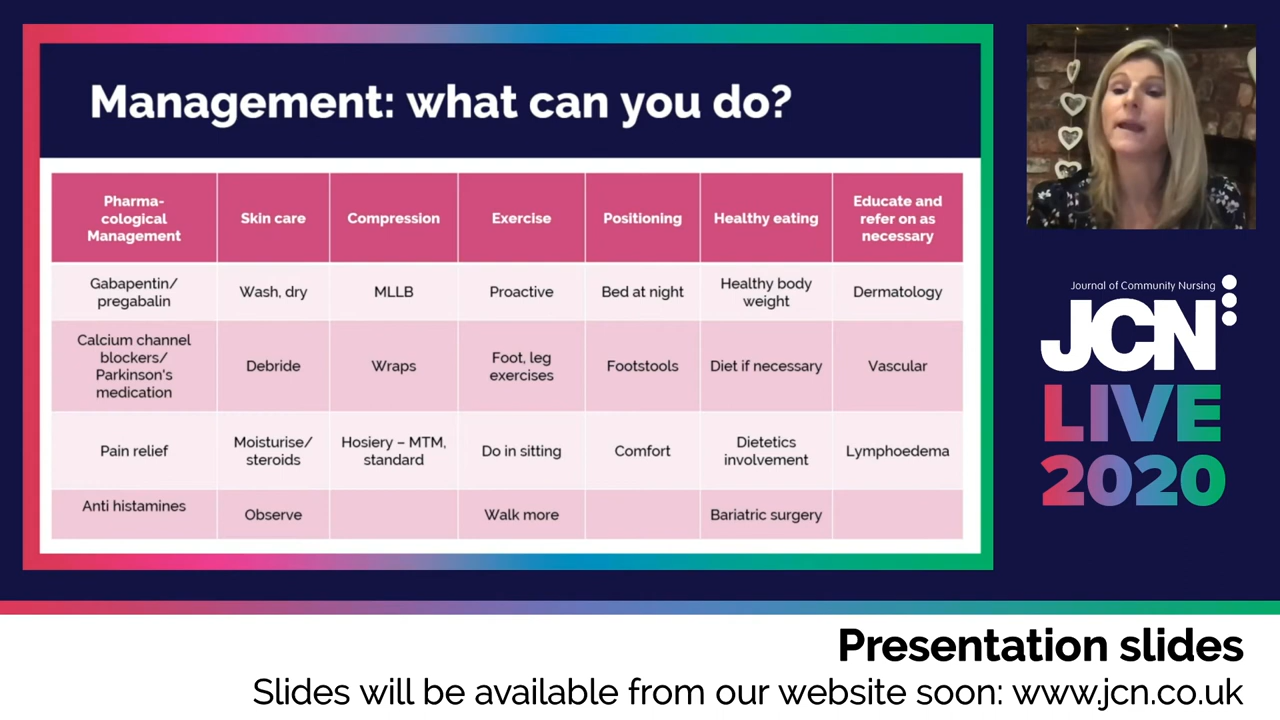 Management: what can you do?
Pharma-
cological
Management
Skin care
Compression
Exercise
Positioning
Healthy eating
Educate and
refer on as
necessary
Gabapentin/
pregabalin
Wash, dry
MLLB
Proactive
Bed at night
Healthy body
weight
Dermatology
Calcium channel
blockers/
Parkinson's
medication
Debride
Wraps
Foot, leg
exercises
Footstools
Diet if necessary
Vascular
Pain relief
Moisturise/
steroids
Hosiery – MTM,
standard
Do in sitting
Comfort
Dietetics
involvement
Lymphoedema
Anti histamines
Observe
Walk more
Bariatric surgery
Journal of Community Nursing
JCN
LIVE
2020
Presentation slides
Slides will be available from our website soon: www.jcn.co.uk